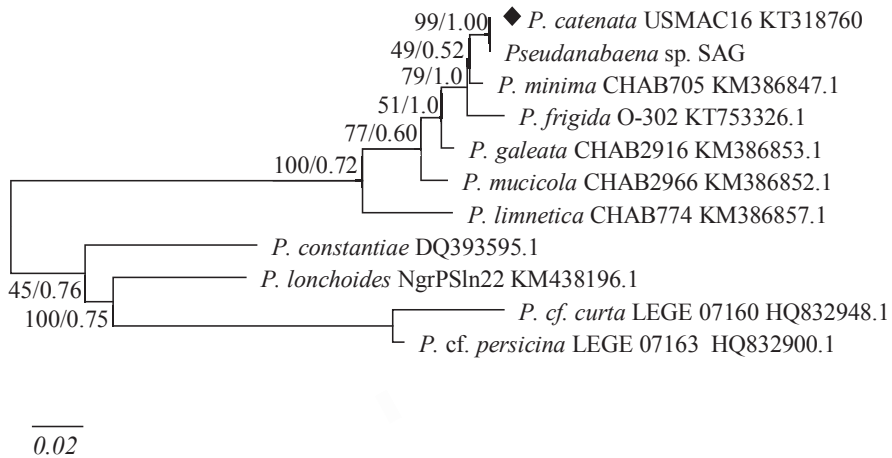 99/1.00
◆ P. catenata USMAC16 KT318760
49/0.52
Pseudanabaena sp. SAG
79/1.0
P. minima CHAB705 KM386847.1
51/1.0
P. frigida O-302 KT753326.1
77/0.60
P. galeata CHAB2916 KM386853.1
100/0.72
P. mucicola CHAB2966 KM386852.1
P. limnetica CHAB774 KM386857.1
P. constantiae DQ393595.1
P. lonchoides NgrPSln22 KM438196.1
45/0.76
P. cf. curta LEGE 07160 HQ832948.1
100/0.75
P. cf. persicina LEGE 07163 HQ832900.1
0.02